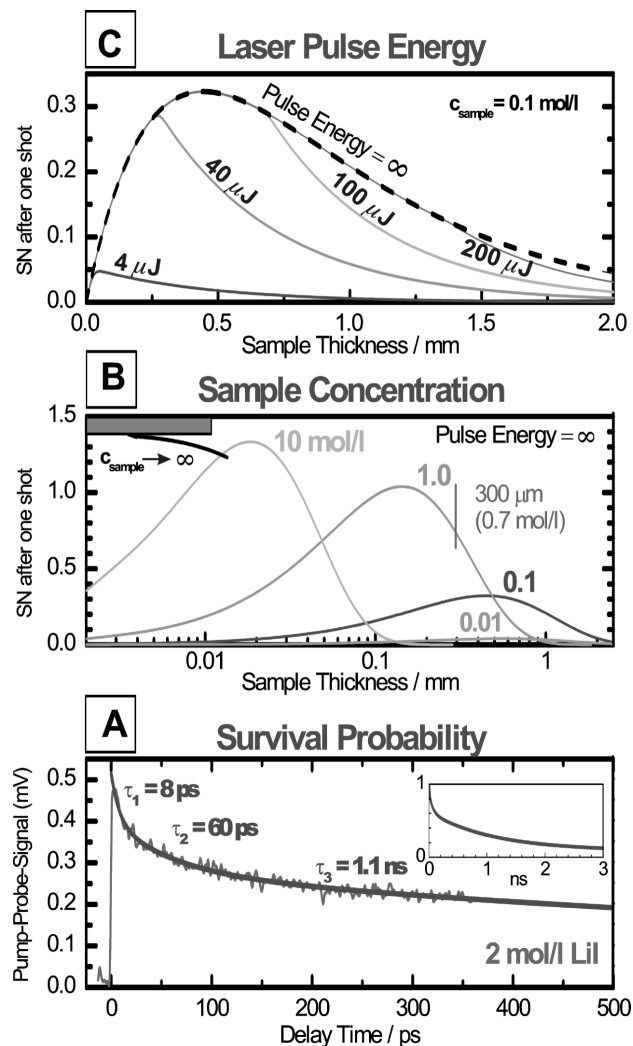 C
Laser Pulse Energy
SN after one shot
0.3
0.2
0.1
0.0
c_sample = 0.1 mol/l
Pulse Energy = ∞
4 μJ
40 μJ
100 μJ
200 μJ
0.0 0.5 1.0 1.5 2.0
Sample Thickness / mm
B
Sample Concentration
SN after one shot
1.5
1.0
0.5
0.0
c_sample → ∞
10 mol/l
Pulse Energy = ∞
1.0
300 μm
(0.7 mol/l)
0.1
0.01
0.01 0.1 1
Sample Thickness / mm
A
Survival Probability
Pump-Probe-Signal (mV)
0.5
0.4
0.3
0.2
0.1
0.0
τ₁ = 8 ps
τ₂ = 60 ps
τ₃ = 1.1 ns
1
0
0 1 2 3
ns
2 mol/l LiI
0 100 200 300 400 500
Delay Time / ps